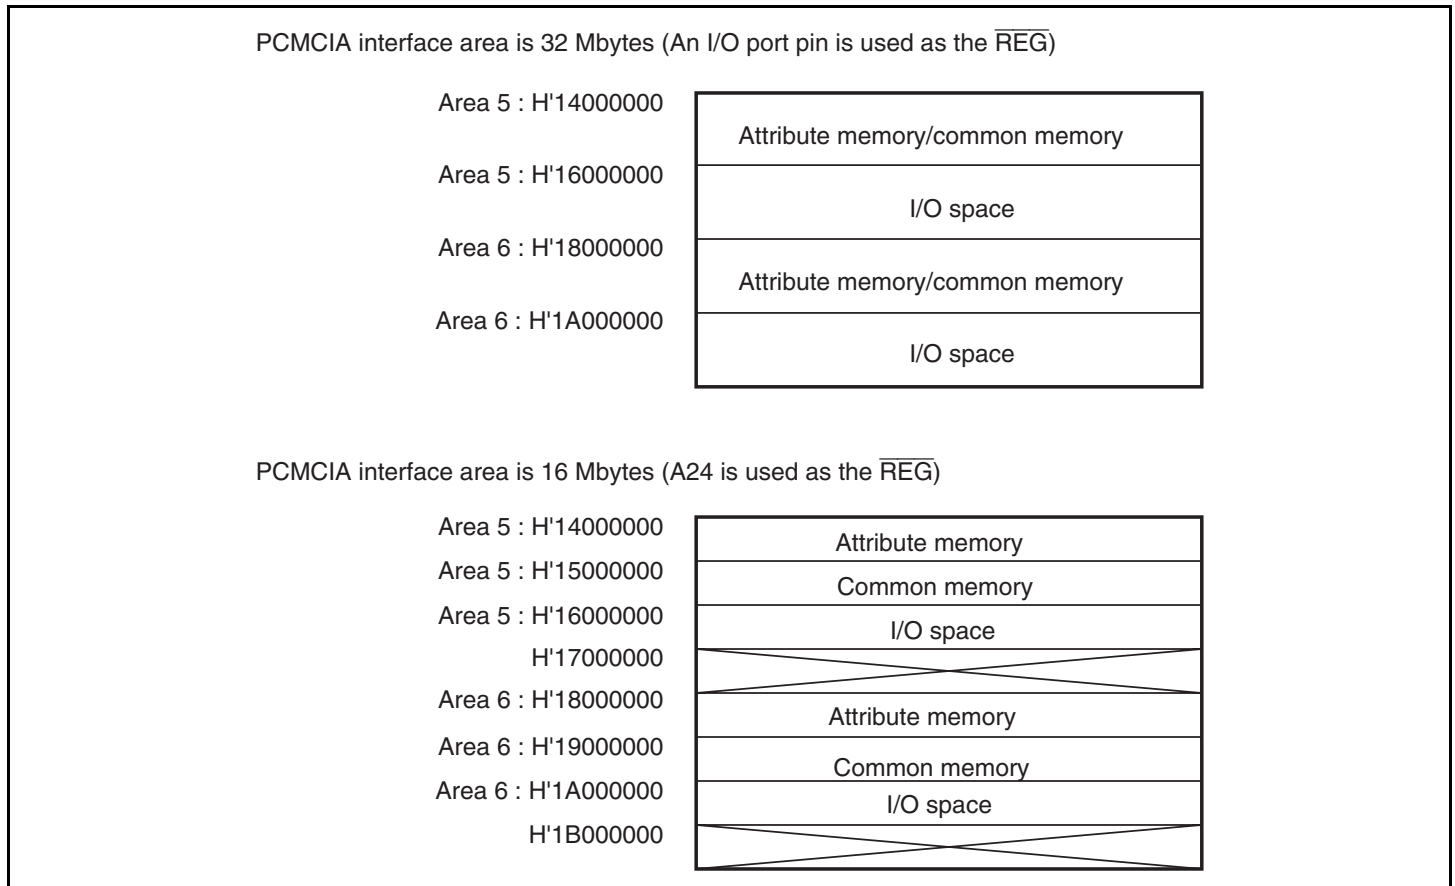 PCMCIA interface area is 32 Mbytes (An I/O port pin is used as the R̅E̅G̅)
Area 5 : H'14000000
Attribute memory/common memory
Area 5 : H'16000000
I/O space
Area 6 : H'18000000
Attribute memory/common memory
Area 6 : H'1A000000
I/O space
PCMCIA interface area is 16 Mbytes (A24 is used as the R̅E̅G̅)
Area 5 : H'14000000
Attribute memory
Area 5 : H'15000000
Common memory
Area 5 : H'16000000
I/O space
H'17000000
Area 6 : H'18000000
Attribute memory
Area 6 : H'19000000
Common memory
Area 6 : H'1A000000
I/O space
H'1B000000